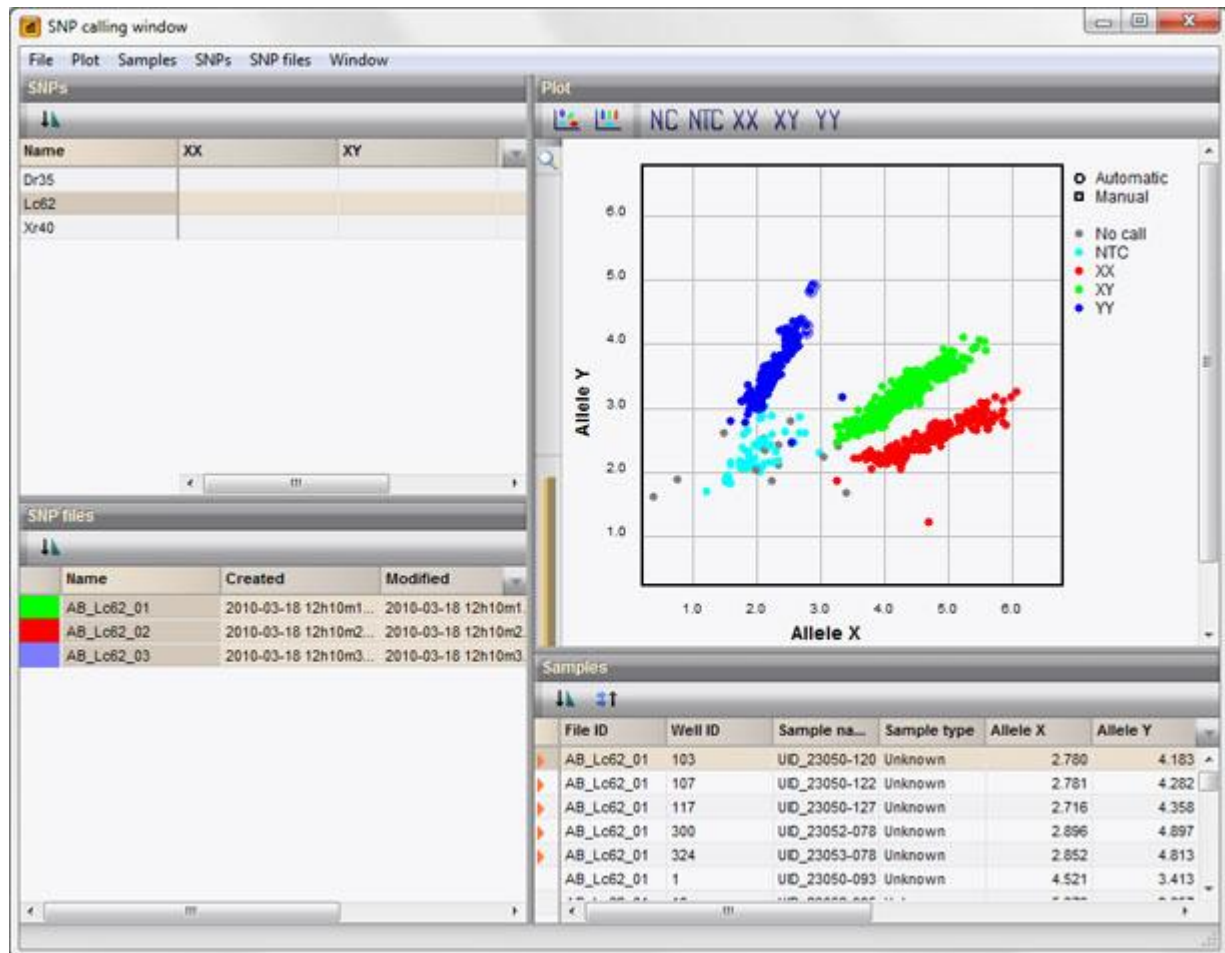 SNP calling window
File Plot Samples SNPs SNP files Window
SNPs
Name XX XY
Dr35
Lc62
Xr40
SNP files
Name Created Modified
AB_Lc62_01 2010-03-18 12h10m1... 2010-03-18 12h10m1
AB_Lc62_02 2010-03-18 12h10m2... 2010-03-18 12h10m2
AB_Lc62_03 2010-03-18 12h10m3... 2010-03-18 12h10m3
Plot
NC NTC XX XY YY
6.0
5.0
4.0
3.0
2.0
1.0
Allele Y
1.0 2.0 3.0 4.0 5.0 6.0
Allele X
Automatic
Manual
No call
NTC
XX
XY
YY
Samples
File ID Well ID Sample na... Sample type Allele X Allele Y
AB_Lc62_01 103 UID_23050-120 Unknown 2.780 4.183
AB_Lc62_01 107 UID_23050-122 Unknown 2.781 4.282
AB_Lc62_01 117 UID_23050-127 Unknown 2.716 4.358
AB_Lc62_01 300 UID_23052-078 Unknown 2.896 4.897
AB_Lc62_01 324 UID_23053-078 Unknown 2.852 4.813
AB_Lc62_01 1 UID_23050-093 Unknown 4.521 3.413